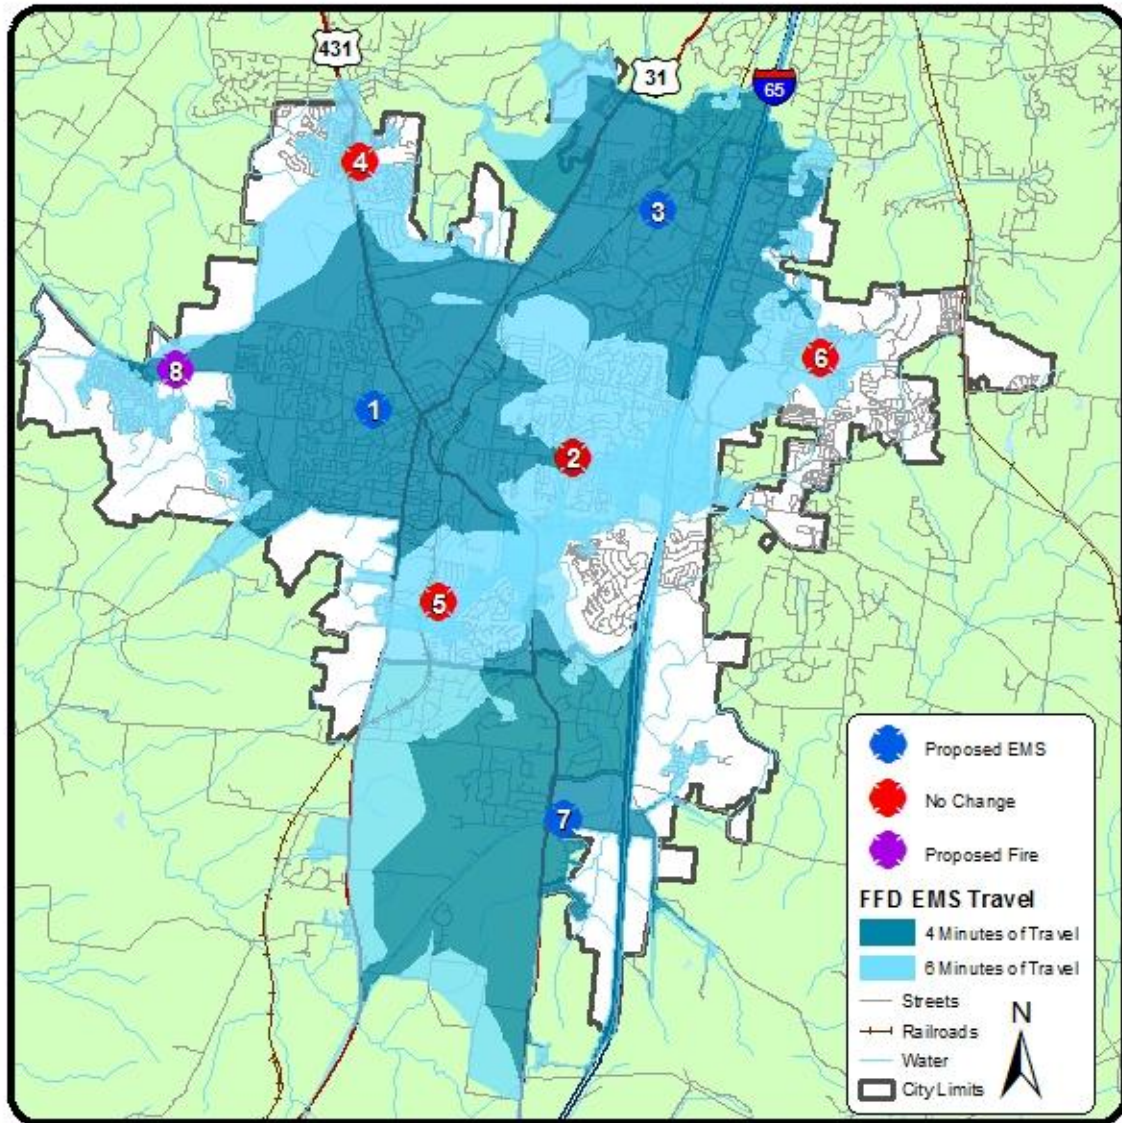 431
31
65
4
3
6
8
1
2
5
7
Proposed EMS
No Change
Proposed Fire
FFD EMS Travel
4 Minutes of Travel
6 Minutes of Travel
Streets
Railroads
Water
City Limits
N